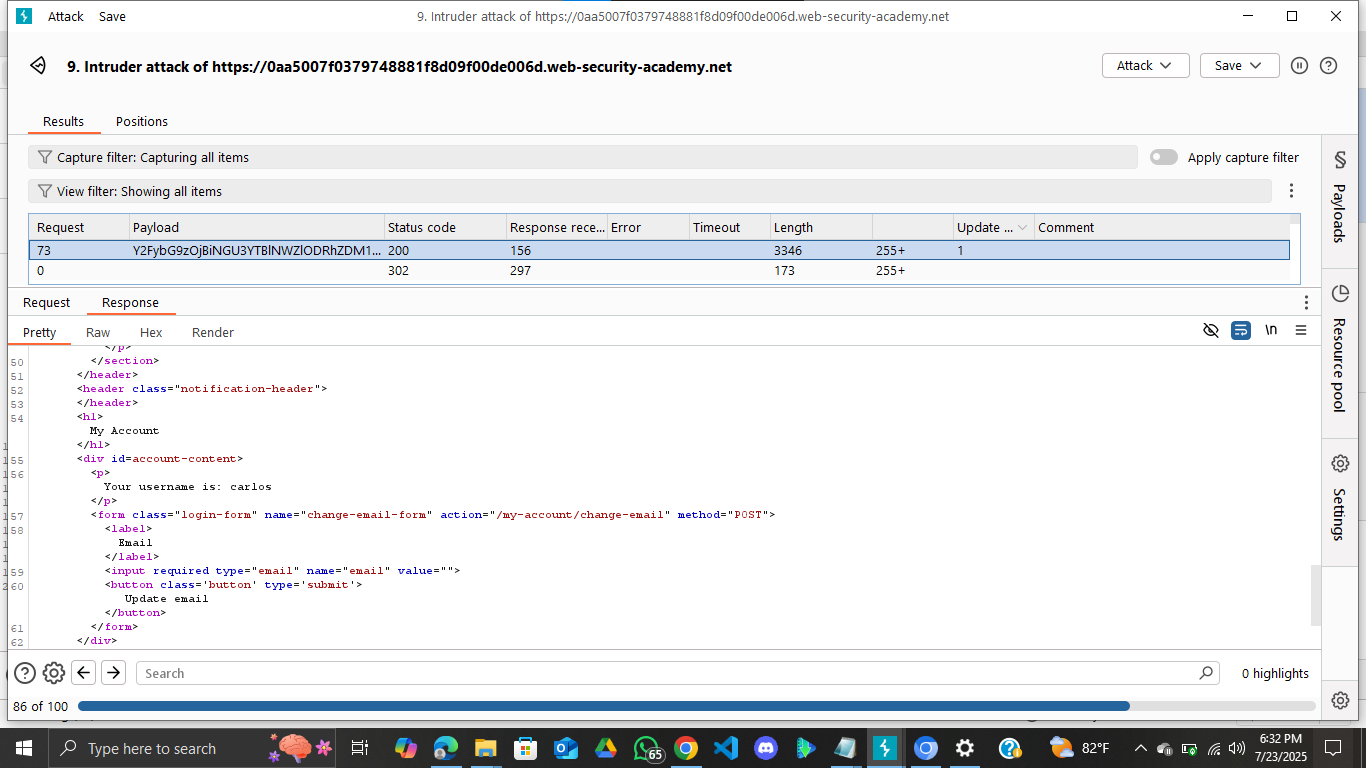 Attack Save 9. Intruder attack of https://0aa5007f0379748881f8d09f00de006d.web-security-academy.net
9. Intruder attack of https://0aa5007f0379748881f8d09f00de006d.web-security-academy.net Attack Save
Results Positions
Capture filter: Capturing all items Apply capture filter
View filter: Showing all items
Request Payload Status code Response rece... Error Timeout Length Update ... Comment
73 Y2FybG9zOjBiNGU3YTBlNWZlODRhZDM1... 200 156 3346 255+ 1
0 302 297 173 255+
Request Response
Pretty Raw Hex Render \n
</p>
50 </section>
51 </header>
52 <header class="notification-header">
53 </header>
54 <h1>
My Account
</h1>
55 <div id=account-content>
56 <p>
Your username is: carlos
</p>
57 <form class="login-form" name="change-email-form" action="/my-account/change-email" method="POST">
58 <label>
Email
</label>
59 <input required type="email" name="email" value="">
60 <button class='button' type='submit'>
Update email
</button>
61 </form>
62 </div>
Search 0 highlights
86 of 100
Payloads
Resource pool
Settings
Type here to search 65 82°F 6:32 PM
7/23/2025